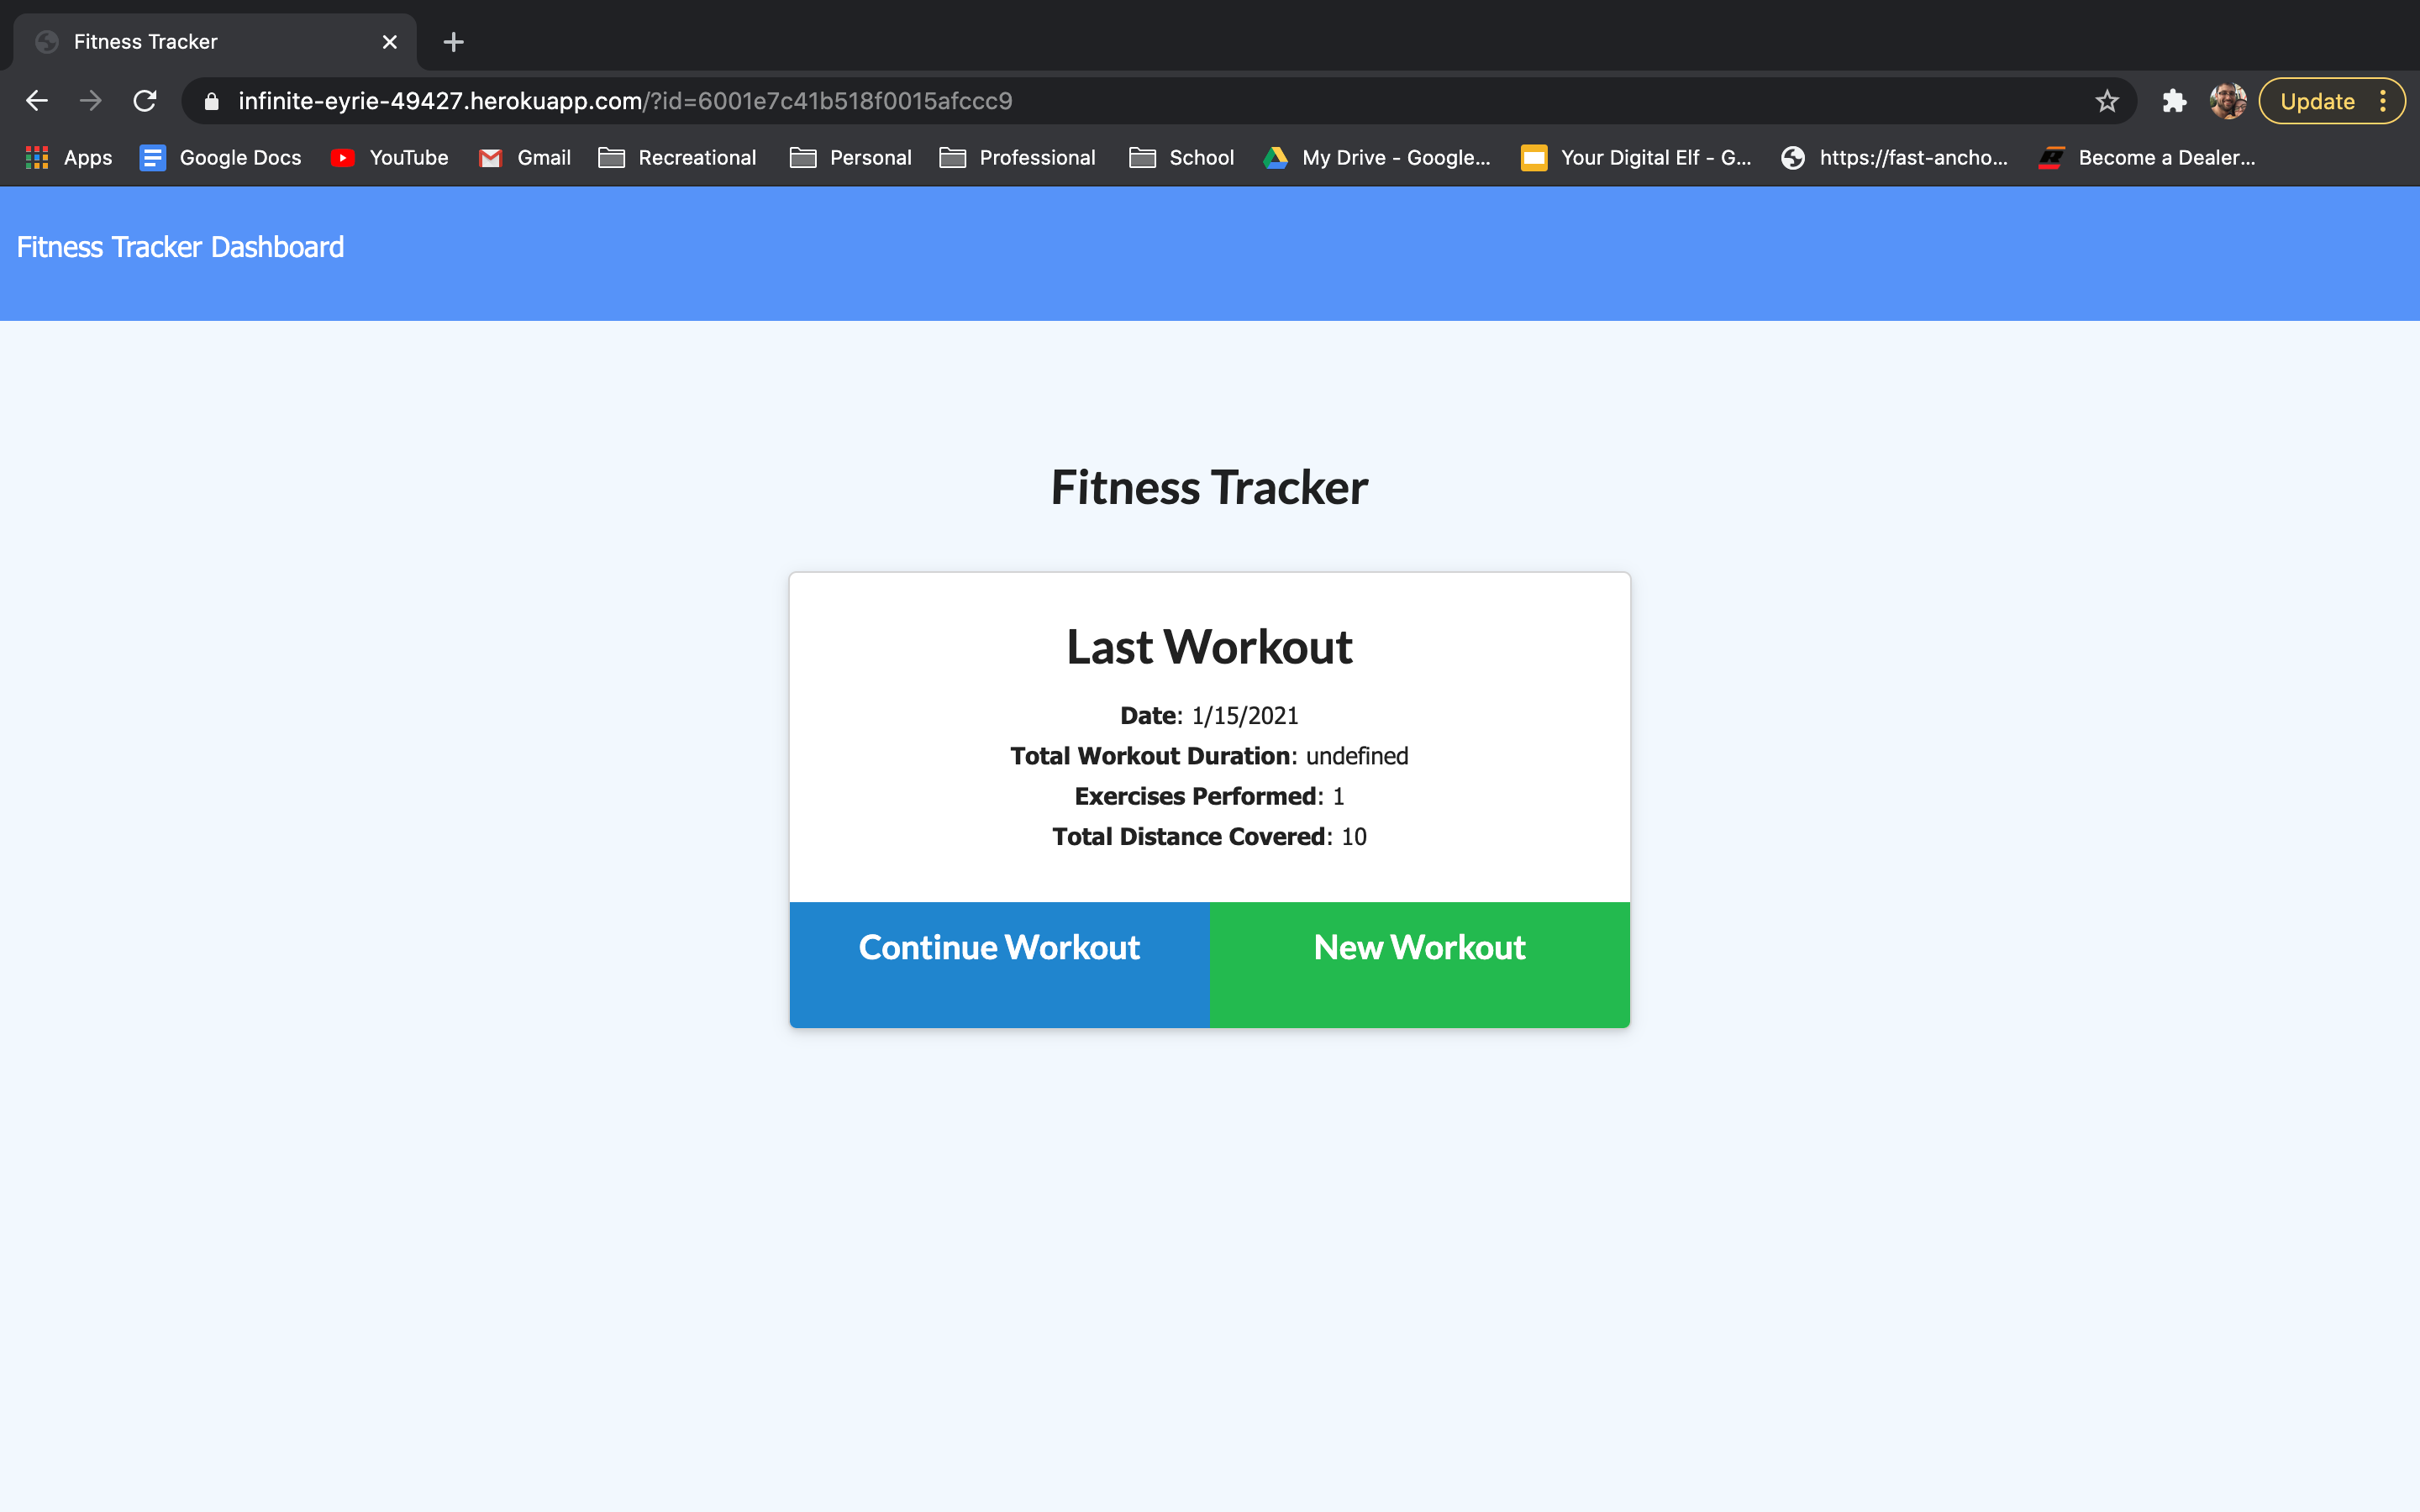 Fitness Tracker
infinite-eyrie-49427.herokuapp.com/?id=6001e7c41b518f0015afccc9
Update
Apps Google Docs YouTube Gmail Recreational Personal Professional School My Drive - Google... Your Digital Elf - G... https://fast-ancho... Become a Dealer...
Fitness Tracker Dashboard
Fitness Tracker
Last Workout
Date: 1/15/2021
Total Workout Duration: undefined
Exercises Performed: 1
Total Distance Covered: 10
Continue Workout New Workout